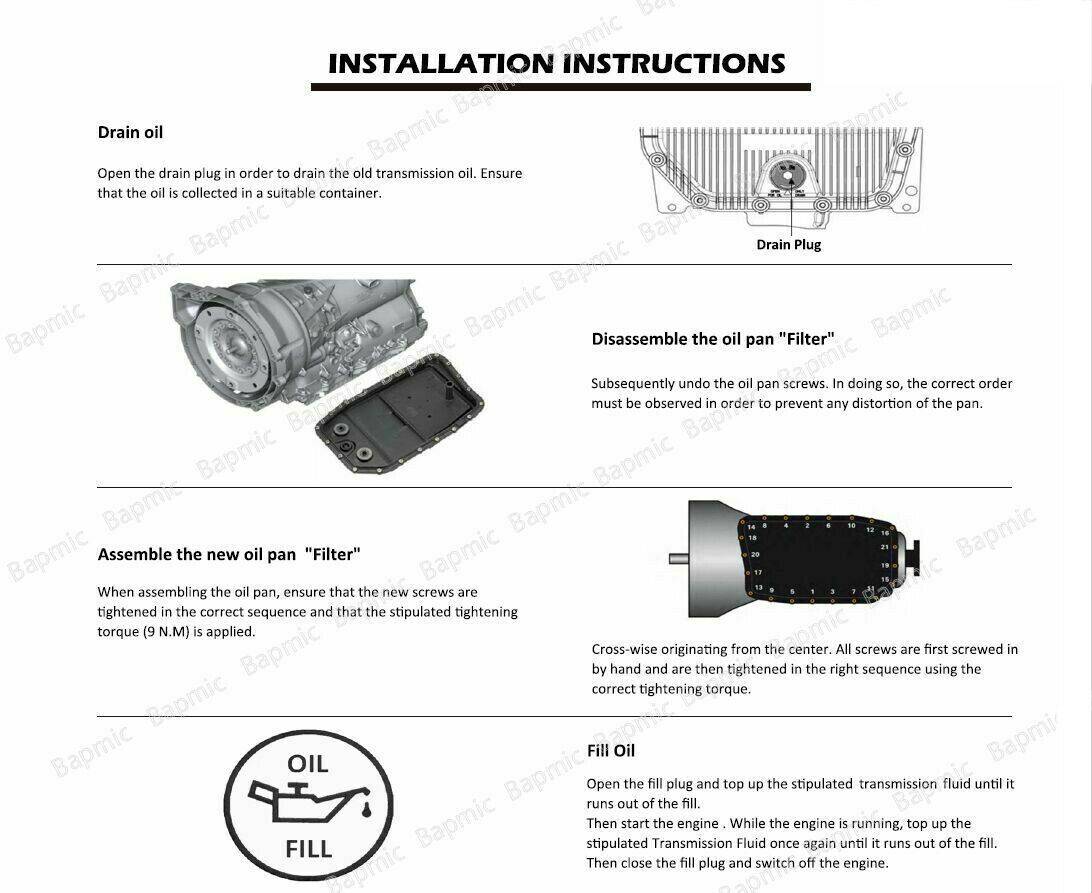 INSTALLATION INSTRUCTIONS
Drain oil
Open the drain plug in order to drain the old transmission oil. Ensure
that the oil is collected in a suitable container.
OPEN ONLY
FOR OIL DRAIN
Drain Plug
Disassemble the oil pan "Filter"
Subsequently undo the oil pan screws. In doing so, the correct order
must be observed in order to prevent any distortion of the pan.
Assemble the new oil pan "Filter"
When assembling the oil pan, ensure that the new screws are
tightened in the correct sequence and that the stipulated tightening
torque (9 N.M) is applied.
14 8 4 2 6 10 12 16
18 21
20 19
17 15
13 9 5 1 3 7 11
Cross-wise originating from the center. All screws are first screwed in
by hand and are then tightened in the right sequence using the
correct tightening torque.
OIL
FILL
Fill Oil
Open the fill plug and top up the stipulated transmission fluid until it
runs out of the fill.
Then start the engine . While the engine is running, top up the
stipulated Transmission Fluid once again until it runs out of the fill.
Then close the fill plug and switch off the engine.
Bapmic